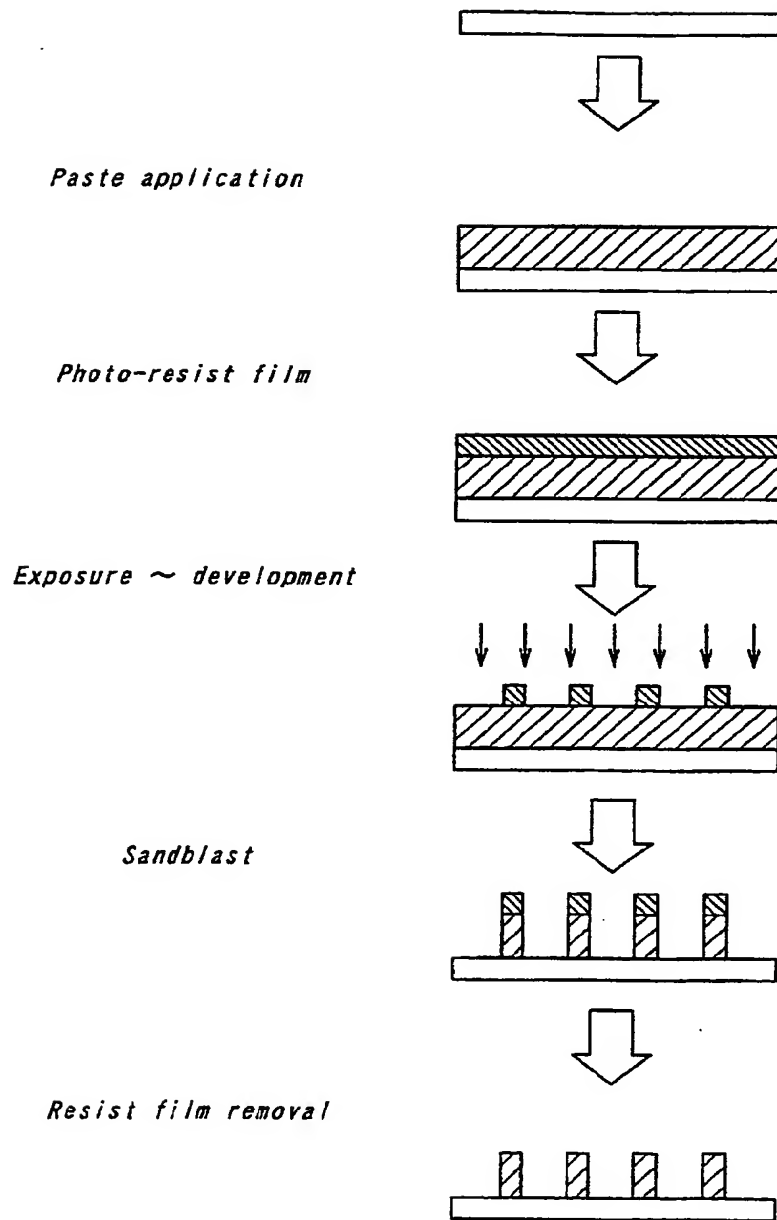 Paste application
Photo-resist film
Exposure ～ development
Sandblast
Resist film removal